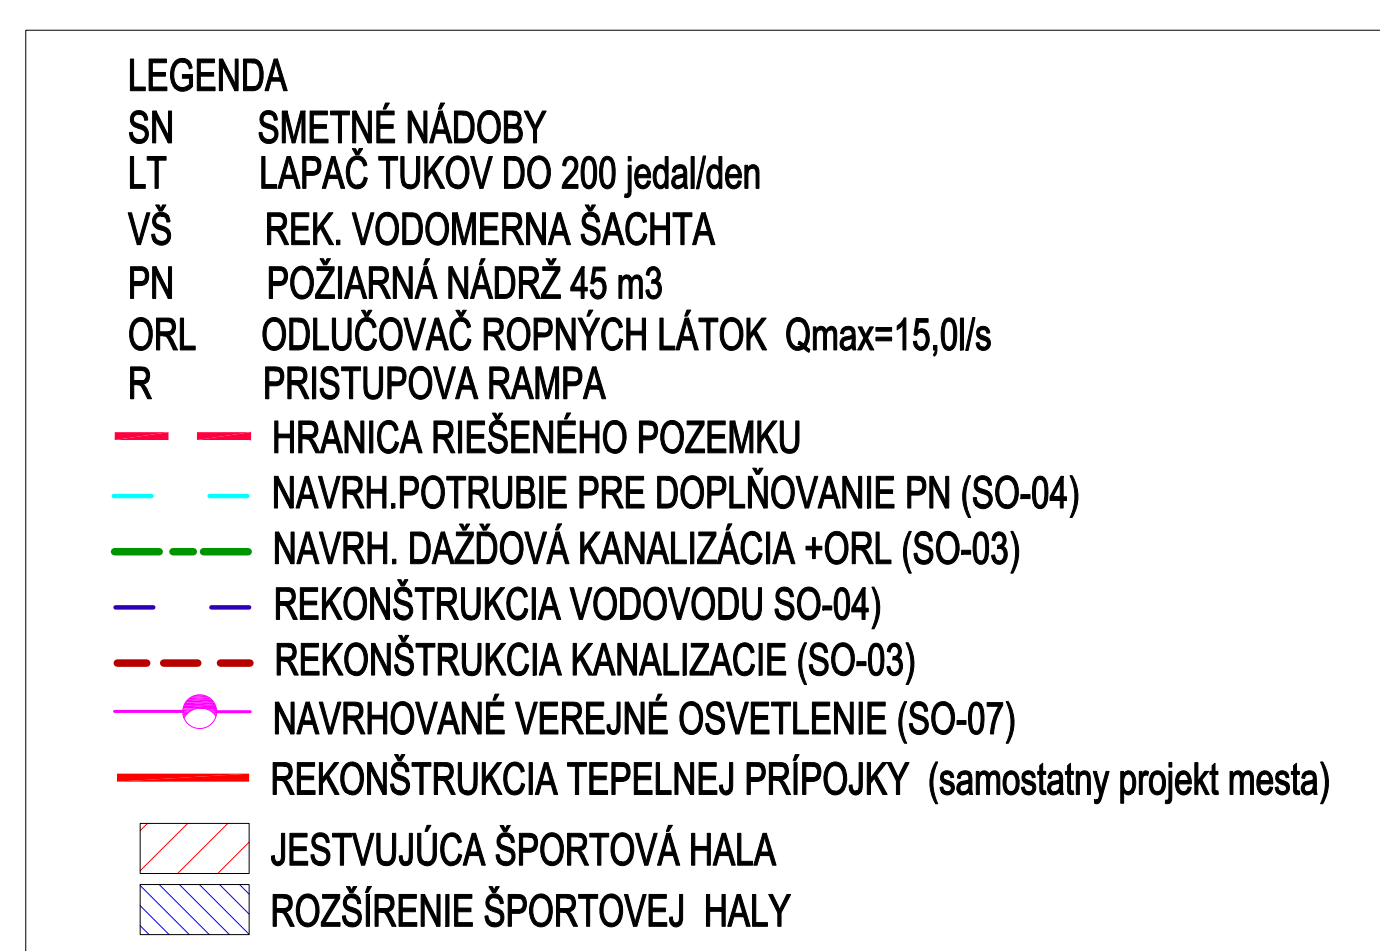 LEGENDA
SN SMETNÉ NÁDOBY
LT LAPAČ TUKOV DO 200 jedal/den
VŠ REK. VODOMERNA ŠACHTA
PN POŽIARNÁ NÁDRŽ 45 m3
ORL ODLUČOVAČ ROPNÝCH LÁTOK Qmax=15,0l/s
R PRISTUPOVA RAMPA
HRANICA RIEŠENÉHO POZEMKU
NAVRH.POTRUBIE PRE DOPLŇOVANIE PN (SO-04)
NAVRH. DAŽĎOVÁ KANALIZÁCIA +ORL (SO-03)
REKONŠTRUKCIA VODOVODU SO-04)
REKONŠTRUKCIA KANALIZACIE (SO-03)
NAVRHOVANÉ VEREJNÉ OSVETLENIE (SO-07)
REKONŠTRUKCIA TEPELNEJ PRÍPOJKY (samostatny projekt mesta)
JESTVUJÚCA ŠPORTOVÁ HALA
ROZŠÍRENIE ŠPORTOVEJ HALY